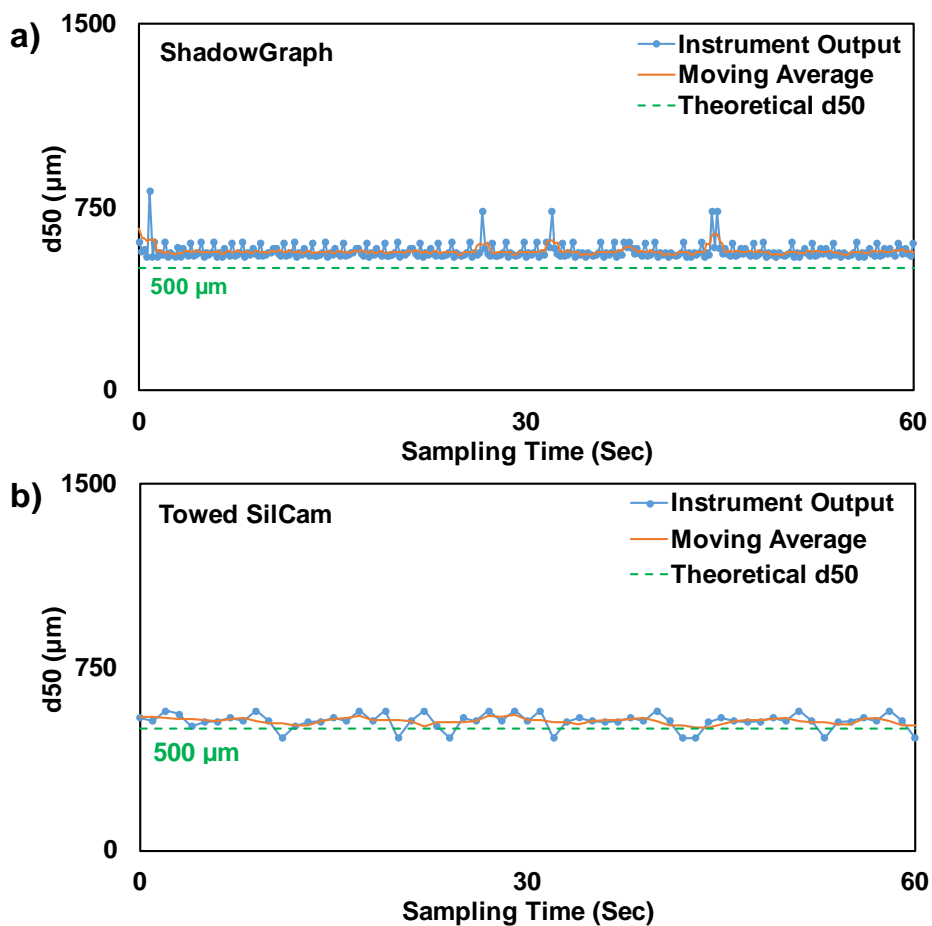 a)
1500
ShadowGraph
Instrument Output
Moving Average
Theoretical d50
d50 (µm)
750
500 µm
0
0
30
60
Sampling Time (Sec)
b)
1500
Towed SilCam
Instrument Output
Moving Average
Theoretical d50
d50 (µm)
750
500 µm
0
0
30
60
Sampling Time (Sec)